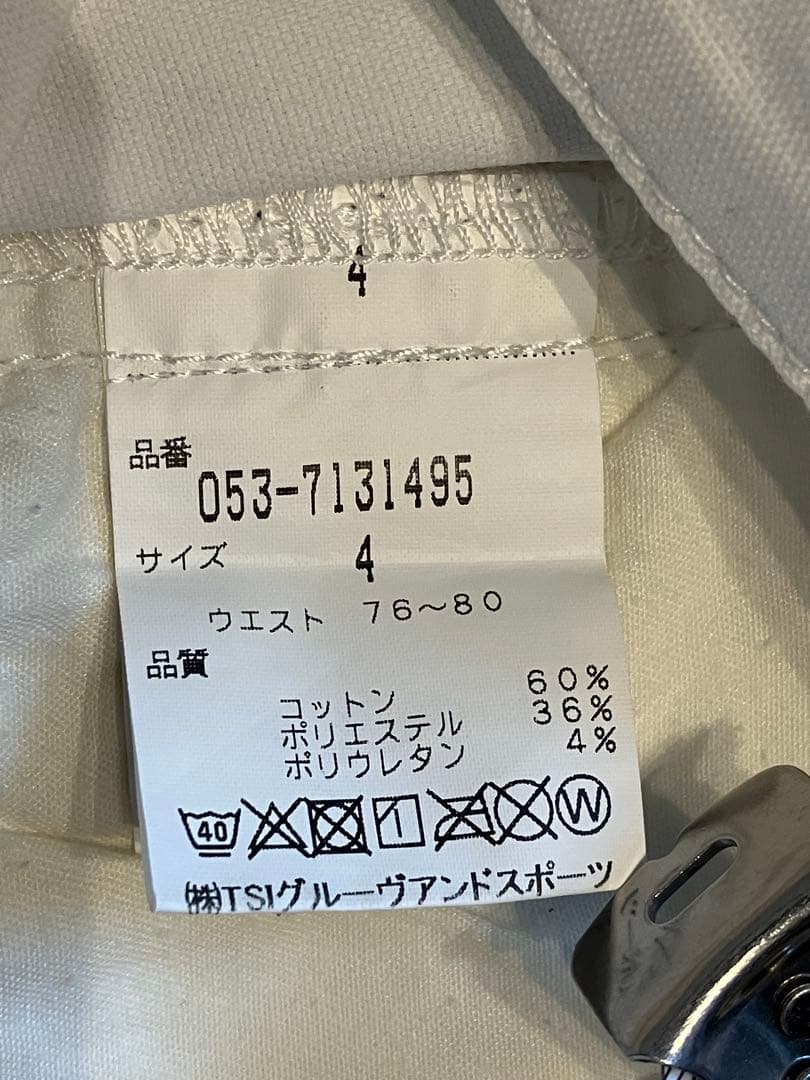 4
品番
053-7131495
サイズ 4
ウエスト 76～80
品質
コットン 60%
ポリエステル 36%
ポリウレタン 4%
40 W
㈱TSIグルーヴアンドスポーツ